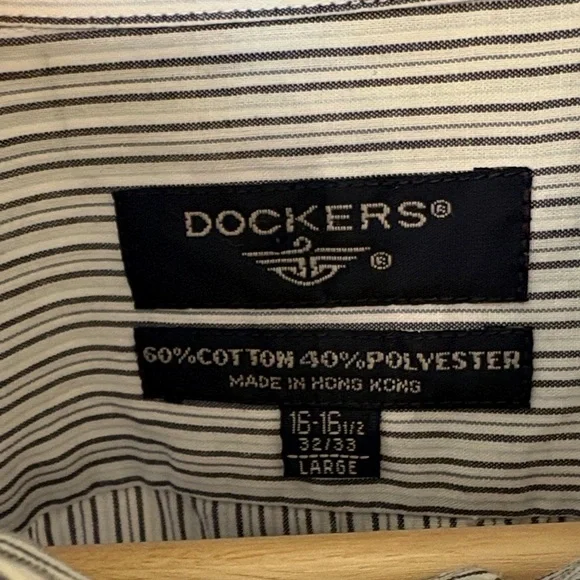 DOCKERS®
®
60%COTTON 40%POLYESTER
MADE IN HONG KONG
16-16 1/2
32/33
LARGE